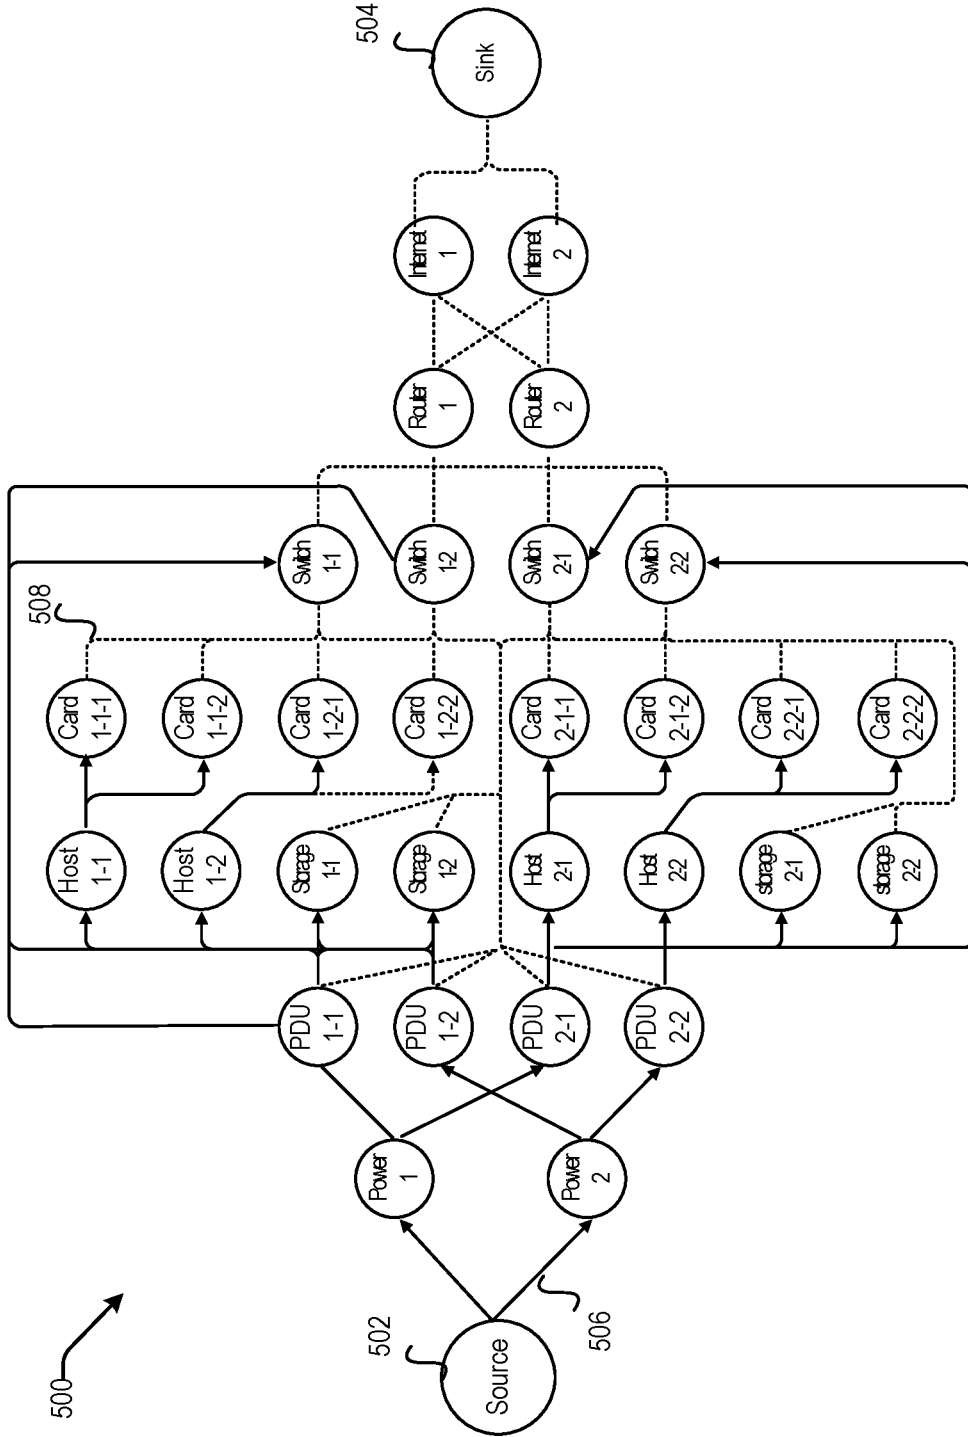 500
502
Source
506
Power
1
Power
2
PDU
1-1
PDU
1-2
PDU
2-1
PDU
2-2
Host
1-1
Host
1-2
Storage
1-1
Storage
1-2
Host
2-1
Host
2-2
storage
2-1
storage
2-2
508
Card
1-1-1
Card
1-1-2
Card
1-2-1
Card
1-2-2
Card
2-1-1
Card
2-1-2
Card
2-2-1
Card
2-2-2
Switch
1-1
Switch
1-2
Switch
2-1
Switch
2-2
Router
1
Router
2
Internet
1
Internet
2
504
Sink